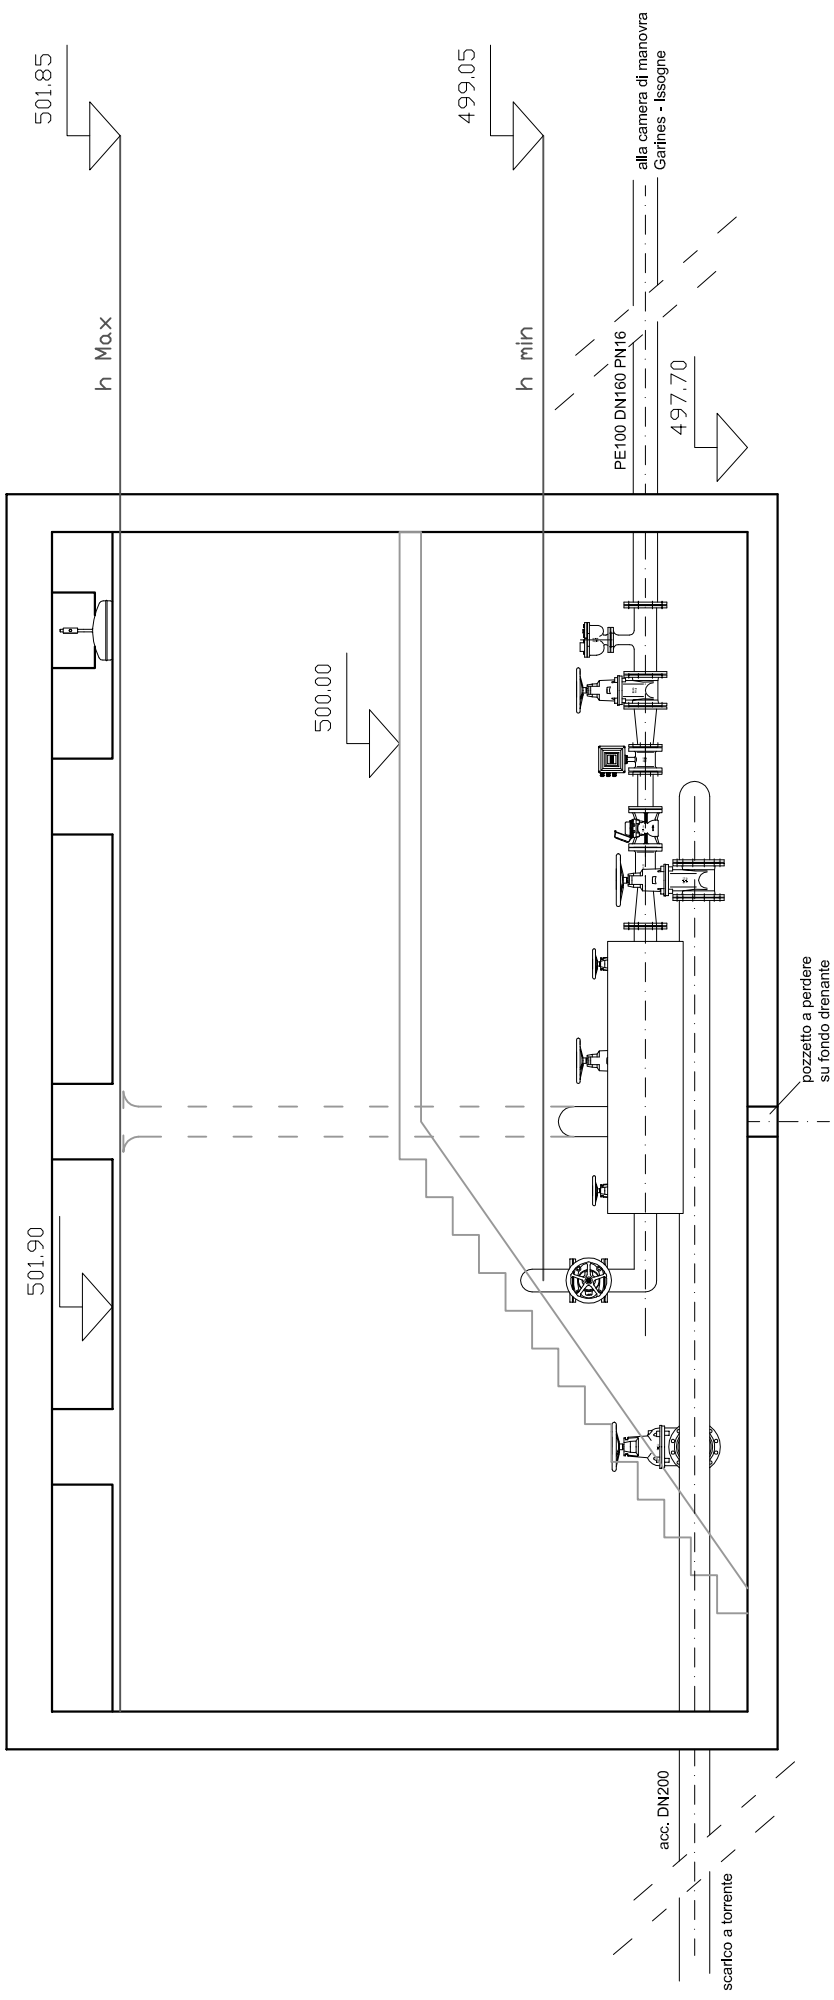 501.85
499.05
alla camera di manovra
Garines - Issogne
h Max
h min
PE100 DN160 PN16
497.70
500.00
pozzetto a perdere
su fondo drenante
501.90
acc. DN200
scarico a torrente